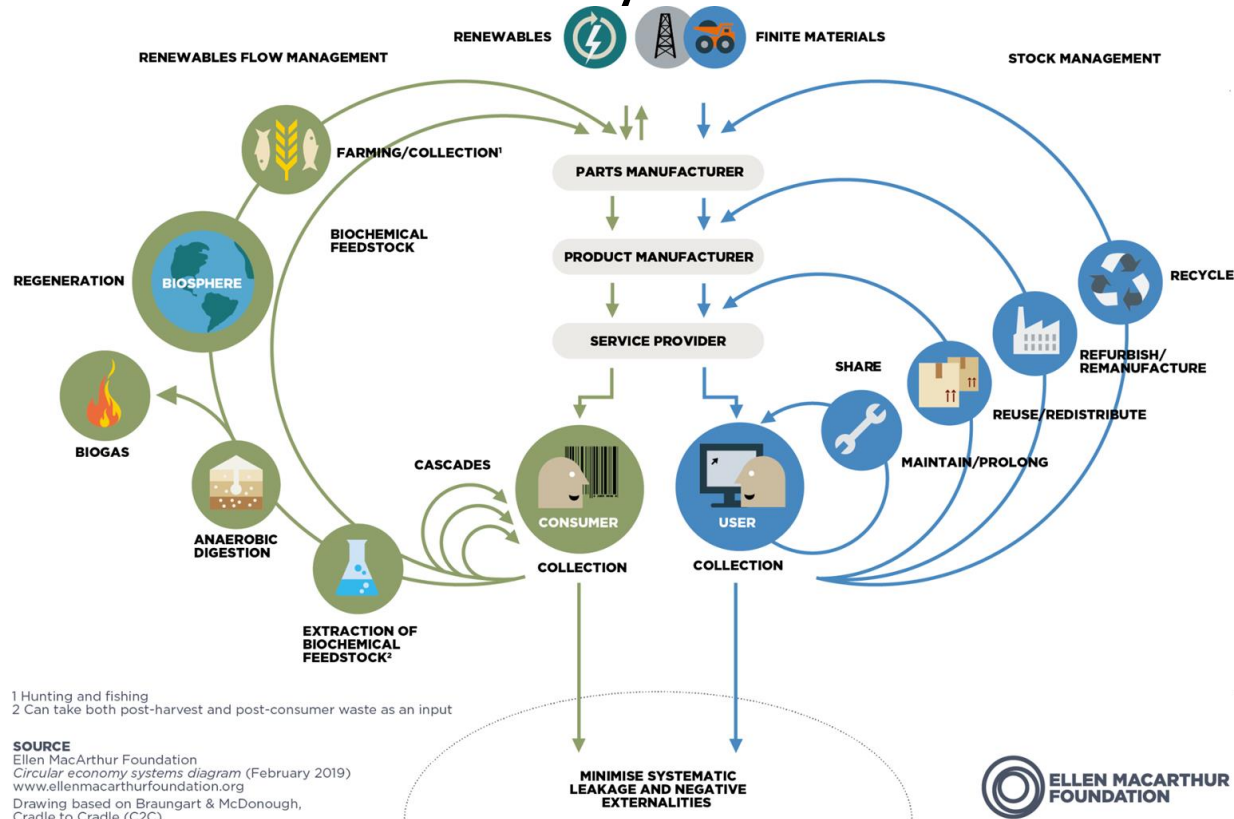 RENEWABLES
FINITE MATERIALS
RENEWABLES FLOW MANAGEMENT
STOCK MANAGEMENT
FARMING/COLLECTION¹
PARTS MANUFACTURER
BIOCHEMICAL
FEEDSTOCK
PRODUCT MANUFACTURER
REGENERATION
BIOSPHERE
RECYCLE
SERVICE PROVIDER
SHARE
REFURBISH/
REMANUFACTURE
REUSE/REDISTRIBUTE
BIOGAS
CASCADES
MAINTAIN/PROLONG
CONSUMER
USER
ANAEROBIC
DIGESTION
COLLECTION
COLLECTION
EXTRACTION OF
BIOCHEMICAL
FEEDSTOCK²
1 Hunting and fishing
2 Can take both post-harvest and post-consumer waste as an input
SOURCE
Ellen MacArthur Foundation
Circular economy systems diagram (February 2019)
www.ellenmacarthurfoundation.org
Drawing based on Braungart & McDonough,
Cradle to Cradle (C2C)
MINIMISE SYSTEMATIC
LEAKAGE AND NEGATIVE
EXTERNALITIES
ELLEN MACARTHUR
FOUNDATION